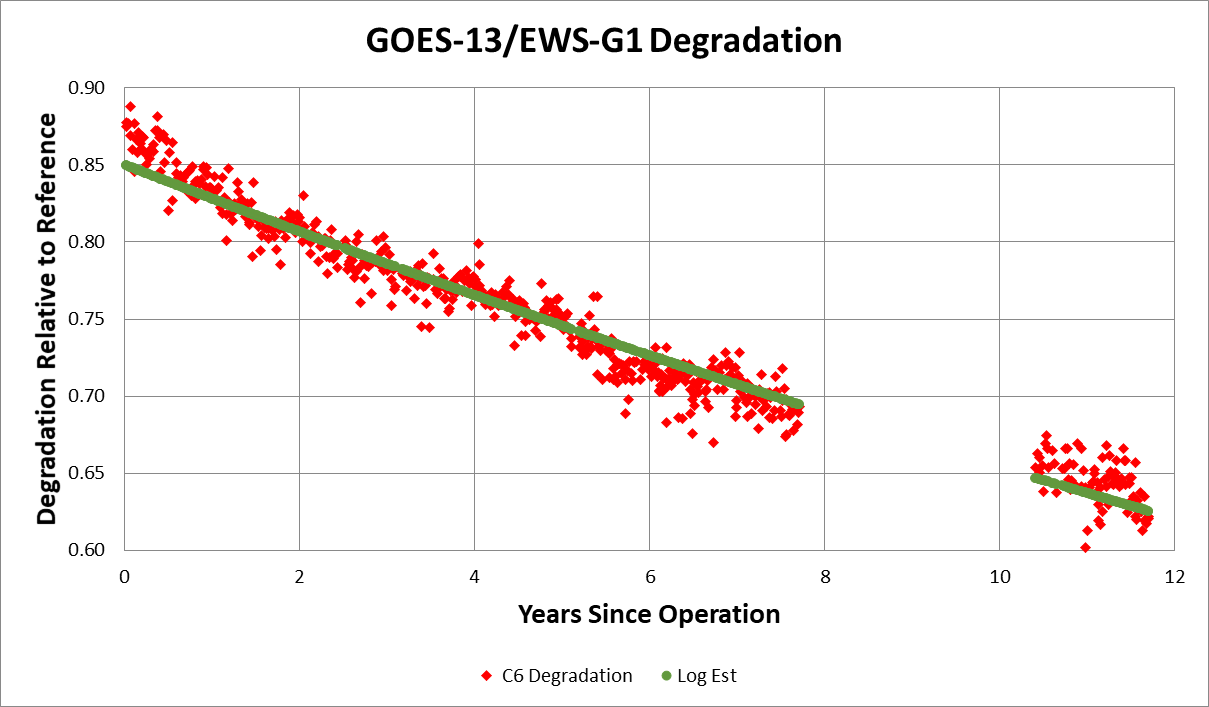 GOES-13/EWS-G1 Degradation
Degradation Relative to Reference
0.90
0.85
0.80
0.75
0.70
0.65
0.60
0 2 4 6 8 10 12
Years Since Operation
C6 Degradation Log Est